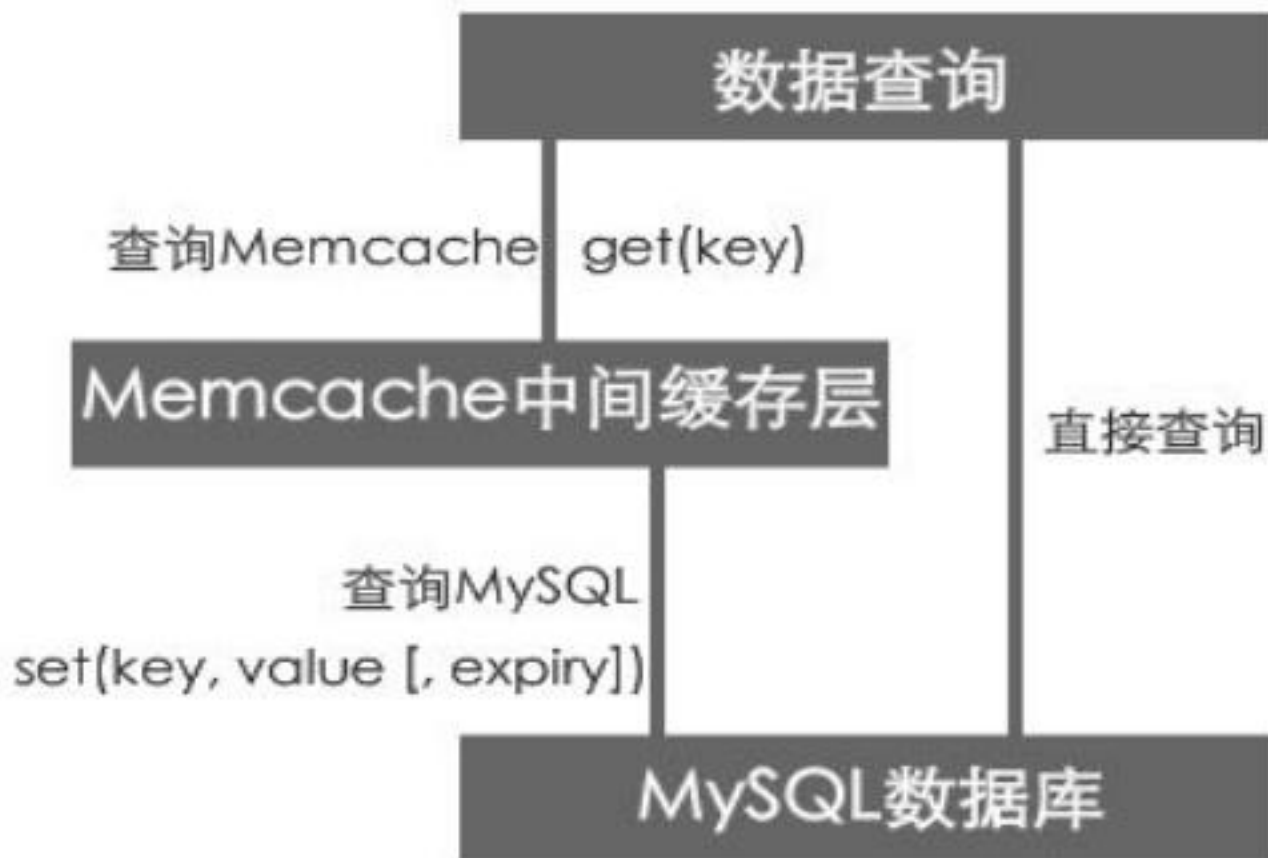 数据查询
查询Memcache get(key)
Memcache中间缓存层
直接查询
查询MySQL
set(key, value [, expiry])
MySQL数据库